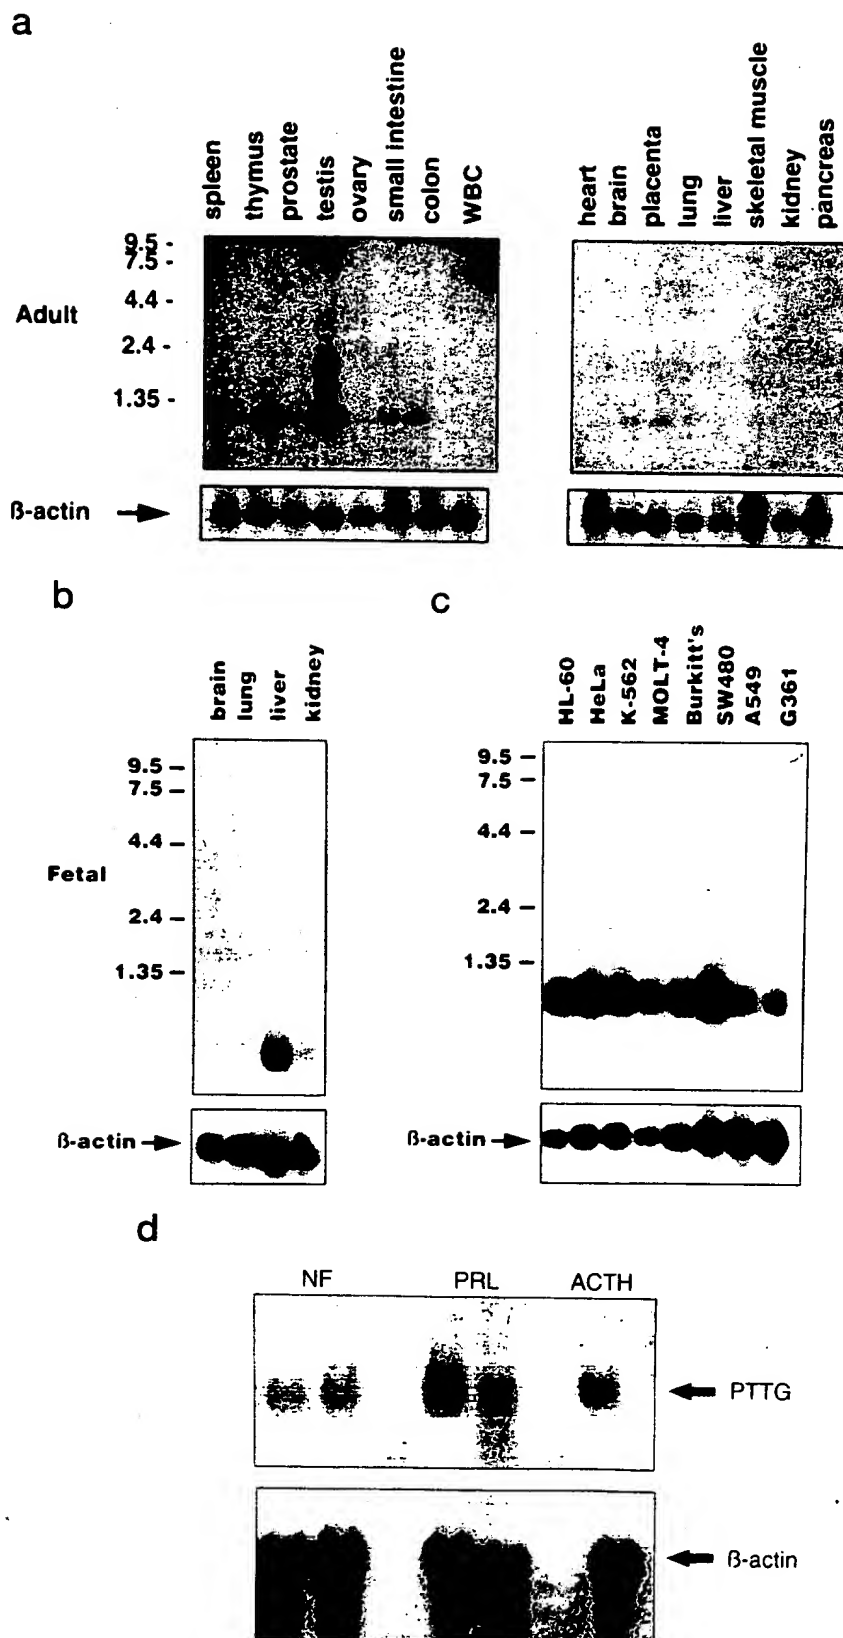 a
spleen
thymus
prostate
testis
ovary
small intestine
colon
WBC
heart
brain
placenta
lung
liver
skeletal muscle
kidney
pancreas
9.5 -
7.5 -
4.4 -
Adult
2.4 -
1.35 -
ß-actin
b
brain
lung
liver
kidney
9.5 –
7.5 –
4.4 –
Fetal
2.4 –
1.35 –
ß-actin
c
HL-60
HeLa
K-562
MOLT-4
Burkitt's
SW480
A549
G361
9.5 –
7.5 –
4.4 –
2.4 –
1.35 –
ß-actin
d
NF PRL ACTH
PTTG
ß-actin